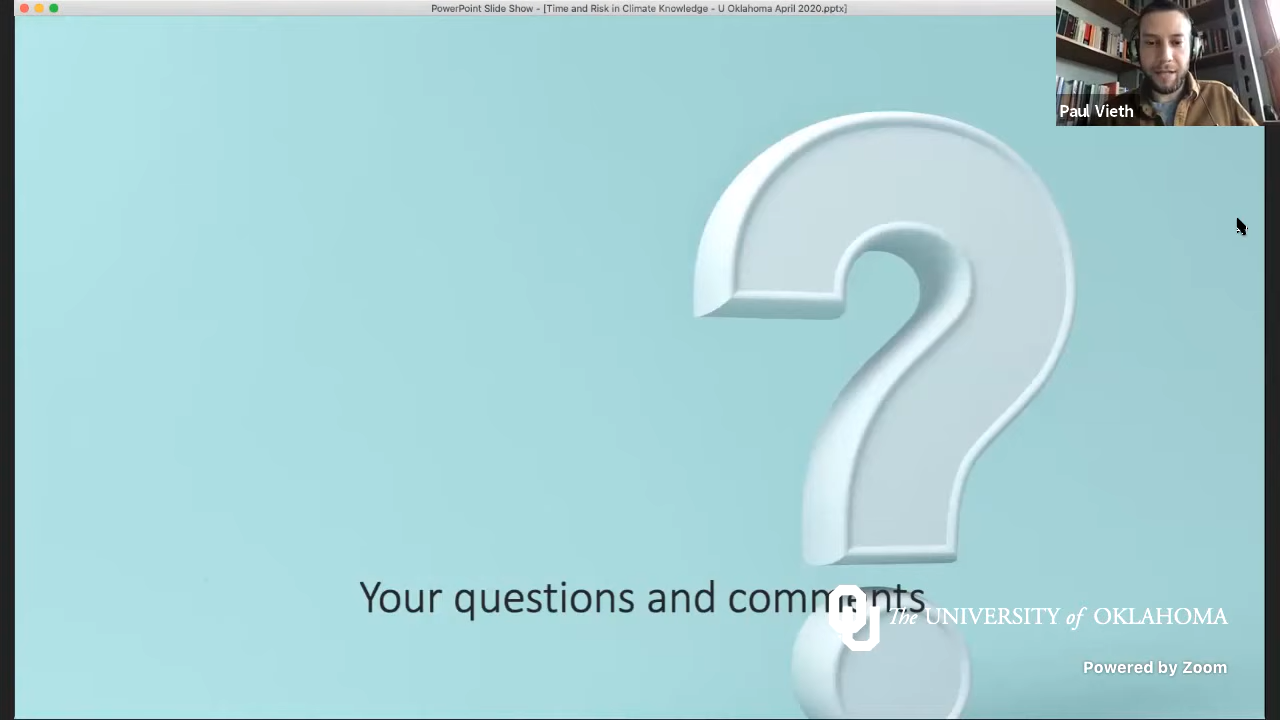 PowerPoint Slide Show - [Time and Risk in Climate Knowledge - U Oklahoma April 2020.pptx]
Paul Vieth
Your questions and comments
OU The UNIVERSITY of OKLAHOMA
Powered by Zoom